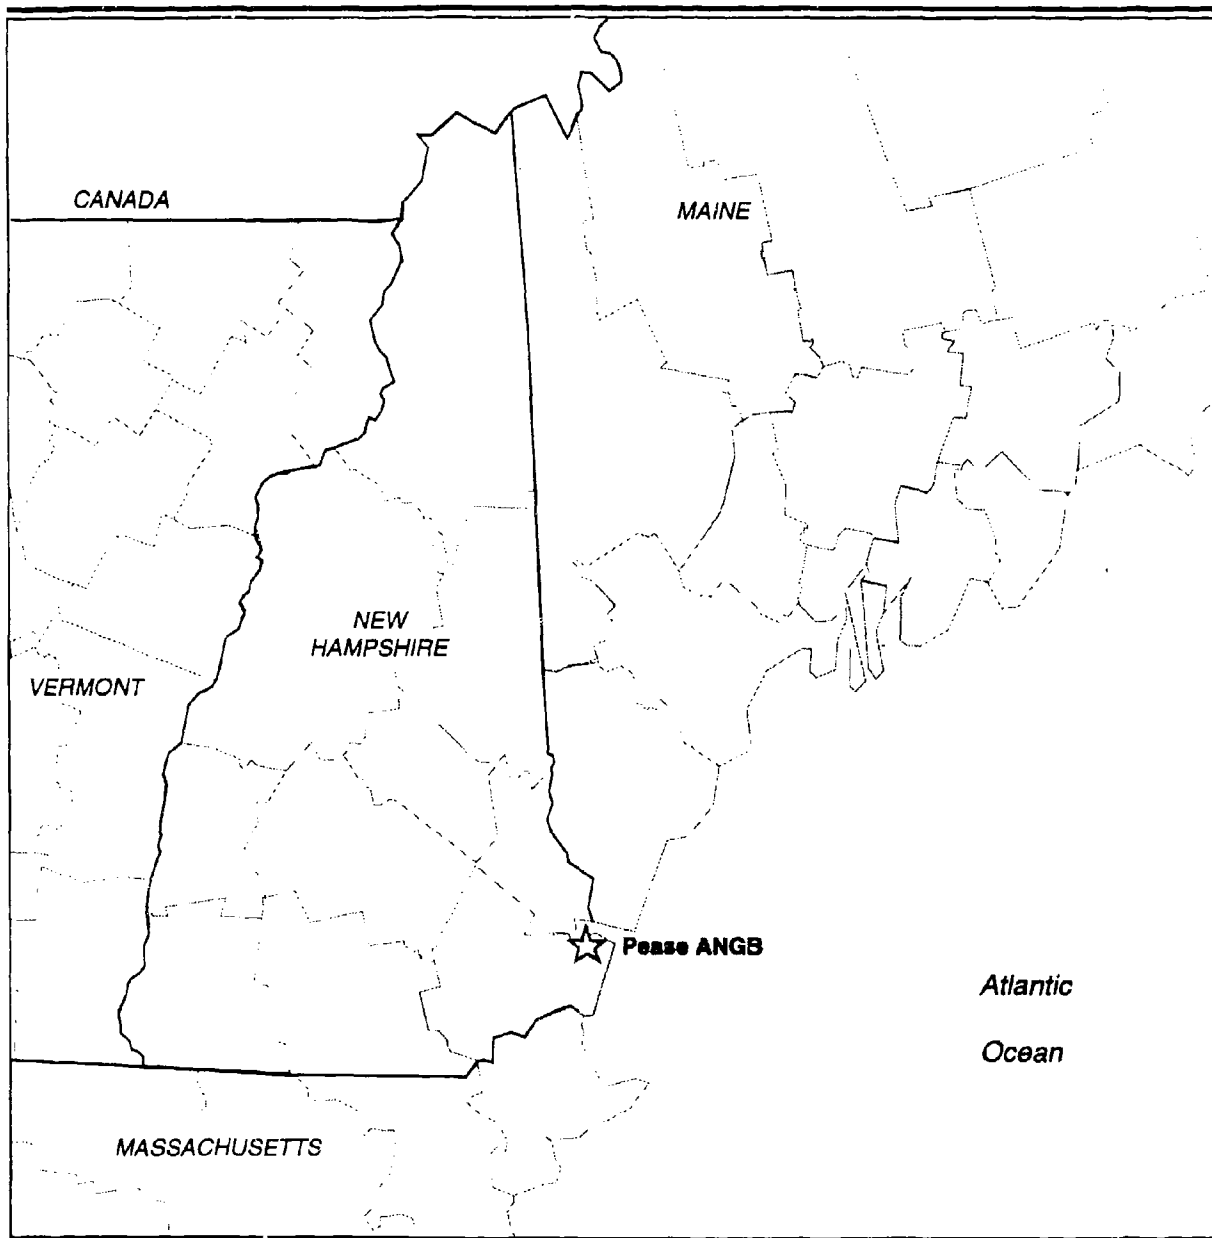 CANADA
MAINE
NEW
HAMPSHIRE
VERMONT
Pease ANGB
Atlantic
Ocean
MASSACHUSETTS